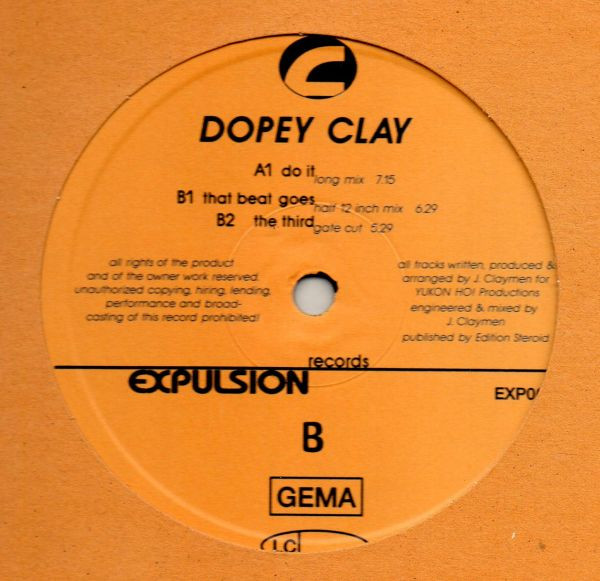 DOPEY CLAY
A1 do it long mix 7.15
B1 that beat goes half 12 inch mix 6.29
B2 the third gate cut 5:29
all rights of the product
and of the owner work reserved.
unauthorized copying, hiring, lending,
performance and broad-
casting of this record prohibited!
all tracks written, produced &
arranged by J. Claymen for
YUKON HO! Productions
engineered & mixed by
J. Claymen
published by Edition Steroid
records
EXPULSION
EXP0
B
GEMA
LC